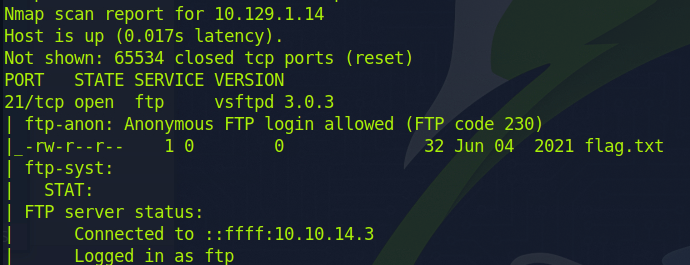 Nmap scan report for 10.129.1.14
Host is up (0.017s latency).
Not shown: 65534 closed tcp ports (reset)
PORT   STATE SERVICE VERSION
21/tcp open  ftp     vsftpd 3.0.3
| ftp-anon: Anonymous FTP login allowed (FTP code 230)
|_-rw-r--r--    1 0        0              32 Jun 04  2021 flag.txt
| ftp-syst:
|   STAT:
| FTP server status:
|      Connected to ::ffff:10.10.14.3
|      Logged in as ftp